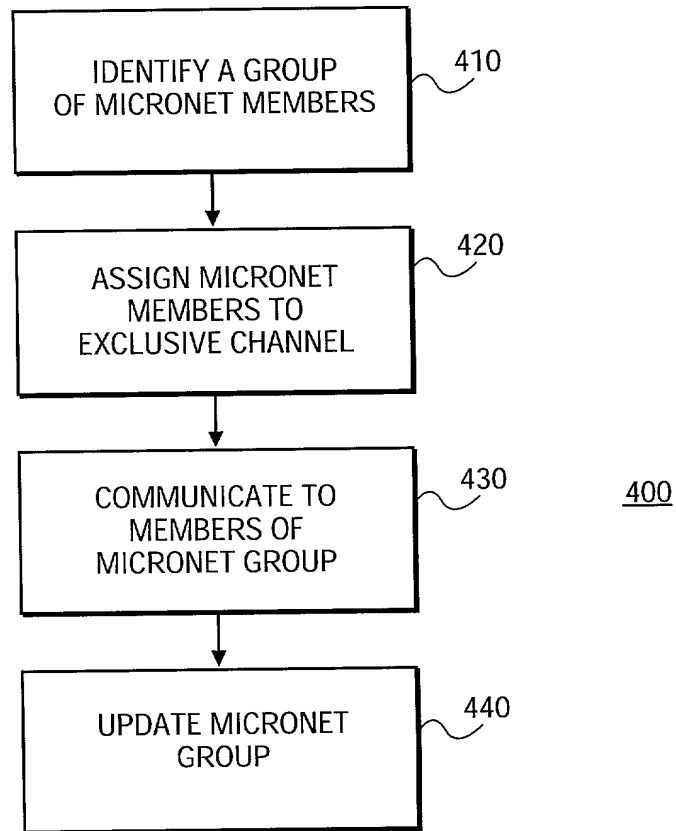 IDENTIFY A GROUP
OF MICRONET MEMBERS
410
ASSIGN MICRONET
MEMBERS TO
EXCLUSIVE CHANNEL
420
COMMUNICATE TO
MEMBERS OF
MICRONET GROUP
430
400
UPDATE MICRONET
GROUP
440